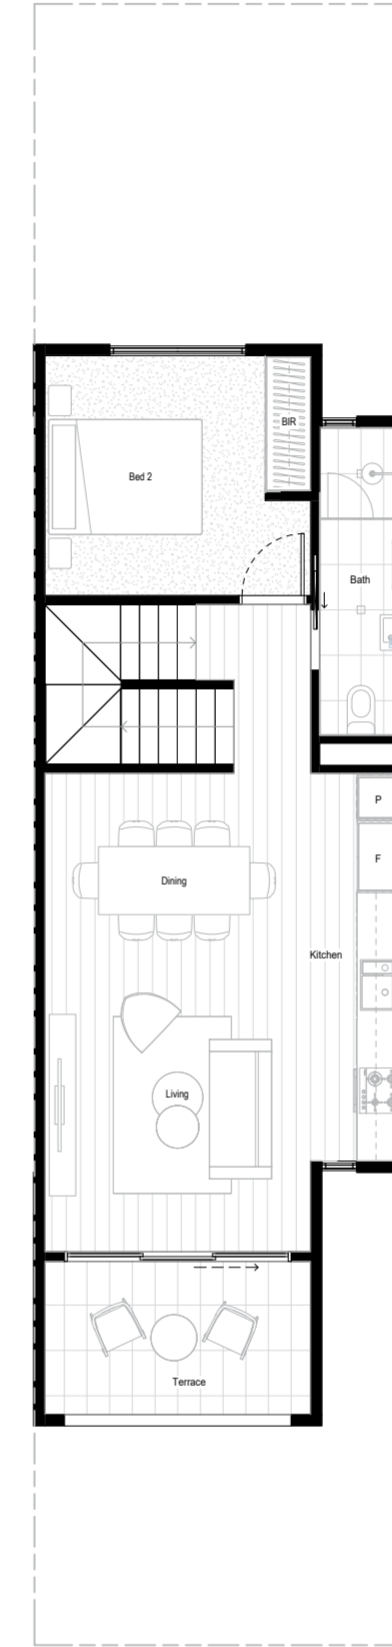 BIR
Bed 2
Bath
P
F
Dining
Kitchen
Living
Terrace